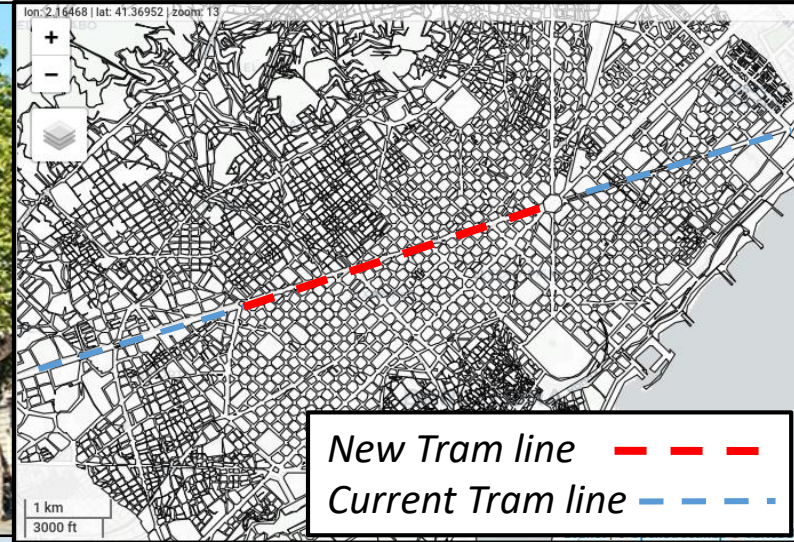 lon: 2.16468 | lat: 41.36952 | zoom: 13
+
−
New Tram line
Current Tram line
1 km
3000 ft